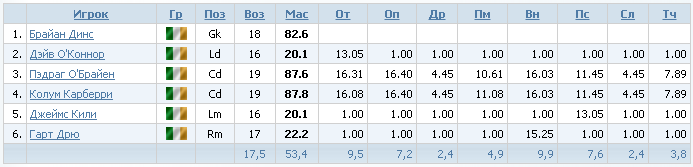 Игрок Гр Поз Воз Мас От Оп Др Пм Вн Пс Сл Тч
1. Брайан Динс Gk 18 82.6
2. Дэйв О'Коннор Ld 16 20.1 13.05 1.00 1.00 1.00 1.00 1.00 1.00 1.00
3. Пэдраг О'Брайен Cd 19 87.6 16.31 16.40 4.45 10.61 16.03 11.45 4.45 7.89
4. Колум Карберри Cd 19 87.8 16.08 16.40 4.45 11.08 16.03 11.45 4.45 7.89
5. Джеймс Кили Lm 16 20.1 1.00 1.00 1.00 1.00 1.00 13.05 1.00 1.00
6. Гарт Дрю Rm 17 22.2 1.00 1.00 1.00 1.00 15.25 1.00 1.00 1.00
17,5 53,4 9,5 7,2 2,4 4,9 9,9 7,6 2,4 3,8